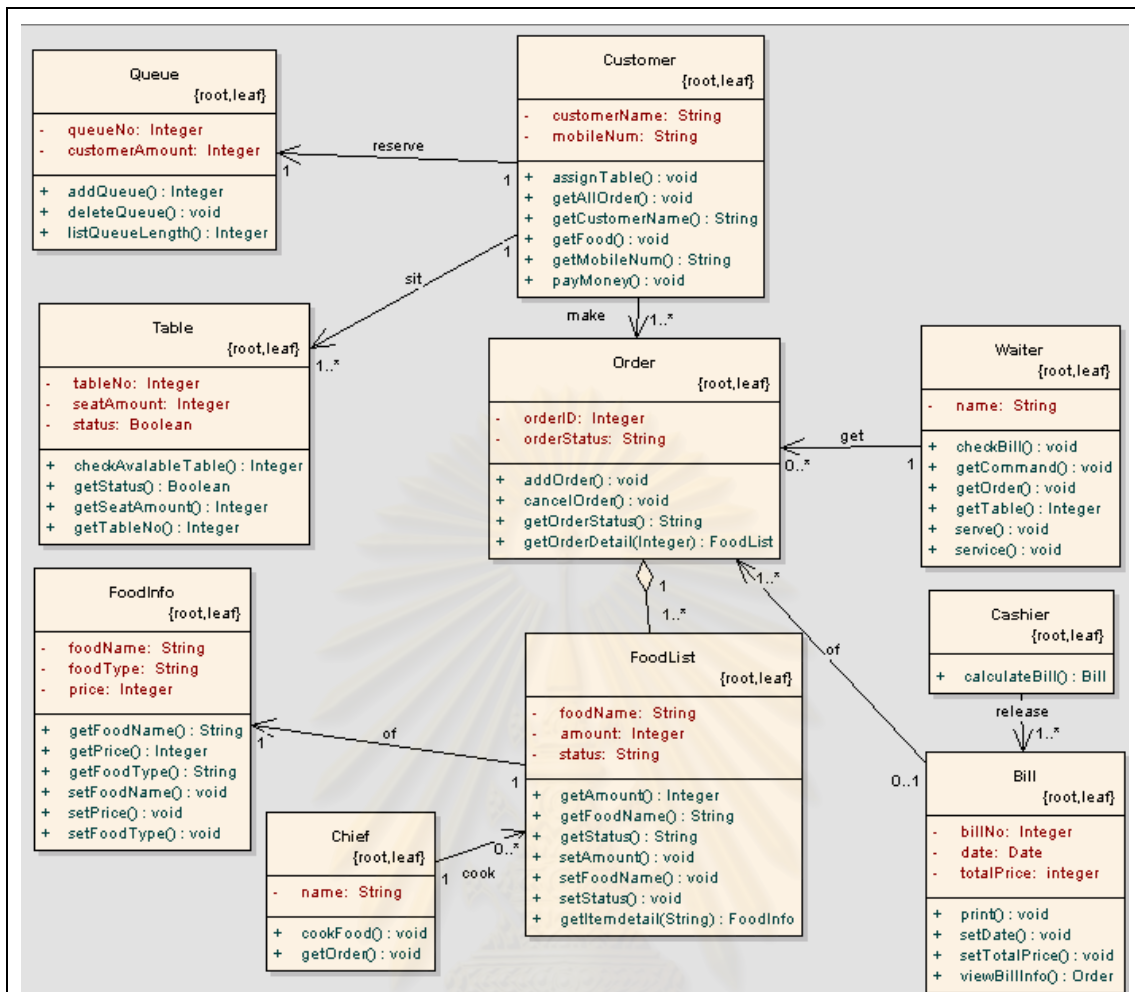 Queue
{root,leaf}
- queueNo: Integer
- customerAmount: Integer
+ addQueue() : Integer
+ deleteQueue() : void
+ listQueueLength() : Integer
Customer
{root,leaf}
- customerName: String
- mobileNum: String
+ assignTable() : void
+ getAllOrder() : void
+ getCustomerName() : String
+ getFood() : void
+ getMobileNum() : String
+ payMoney() : void
reserve
1
1
sit
1
1..*
make
1..*
Table
{root,leaf}
- tableNo: Integer
- seatAmount: Integer
- status: Boolean
+ checkAvalableTable() : Integer
+ getStatus() : Boolean
+ getSeatAmount() : Integer
+ getTableNo() : Integer
Order
{root,leaf}
- orderID: Integer
- orderStatus: String
+ addOrder() : void
+ cancelOrder() : void
+ getOrderStatus() : String
+ getOrderDetail(Integer) : FoodList
get
0..*
1
Waiter
{root,leaf}
- name: String
+ checkBill() : void
+ getCommand() : void
+ getOrder() : void
+ getTable() : Integer
+ serve() : void
+ service() : void
1
1..*
1..*
of
0..1
FoodInfo
{root,leaf}
- foodName: String
- foodType: String
- price: Integer
+ getFoodName() : String
+ getPrice() : Integer
+ getFoodType() : String
+ setFoodName() : void
+ setPrice() : void
+ setFoodType() : void
of
1
1
FoodList
{root,leaf}
- foodName: String
- amount: Integer
- status: String
+ getAmount() : Integer
+ getFoodName() : String
+ getStatus() : String
+ setAmount() : void
+ setFoodName() : void
+ setStatus() : void
+ getItemdetail(String) : FoodInfo
Cashier
{root,leaf}
+ calculateBill() : Bill
release
1..*
Bill
{root,leaf}
- billNo: Integer
- date: Date
- totalPrice: integer
+ print() : void
+ setDate() : void
+ setTotalPrice() : void
+ viewBillInfo() : Order
Chief
{root,leaf}
- name: String
+ cookFood() : void
+ getOrder() : void
1
cook
0..*